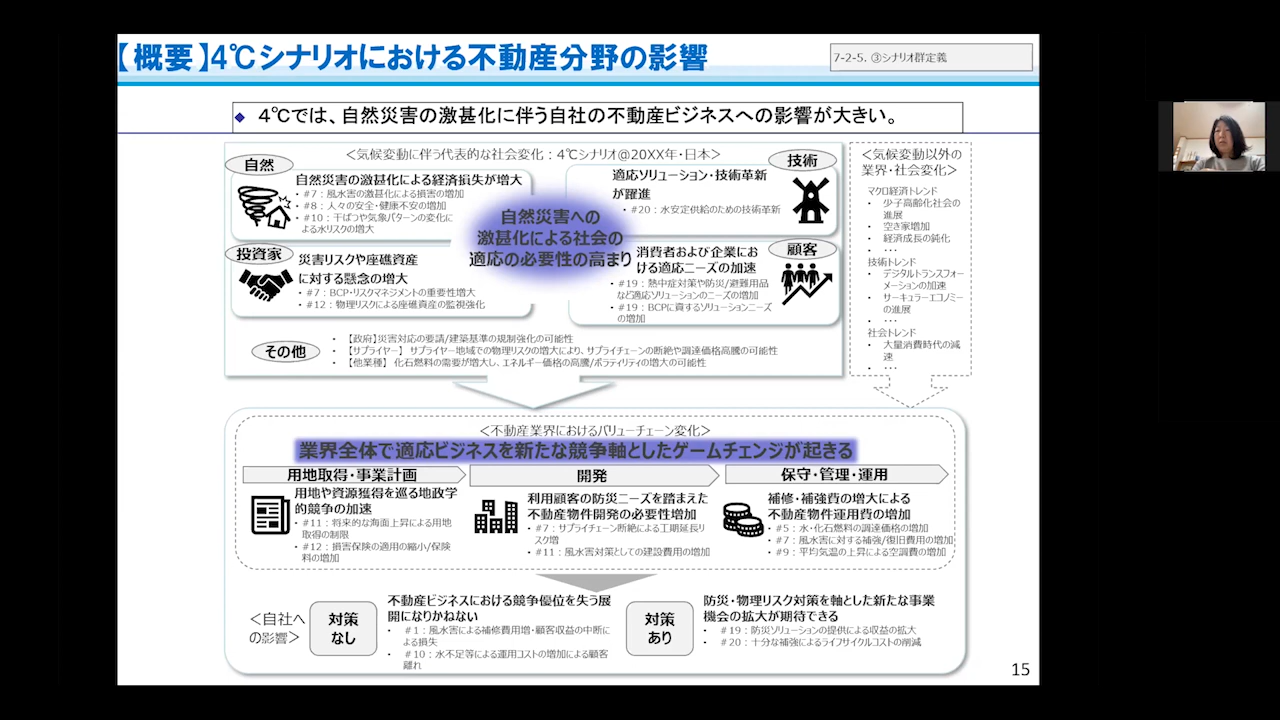 【概要】4℃シナリオにおける不動産分野の影響
7-2-5. ③シナリオ群定義
◆ 4℃では、自然災害の激甚化に伴う自社の不動産ビジネスへの影響が大きい。
<気候変動に伴う代表的な社会変化：4℃シナリオ@20XX年・日本>
自然
自然災害の激甚化による経済損失が増大
• #7：風水害の激甚化による損害の増加
• #8：人々の安全・健康不安の増加
• #10：干ばつや気象パターンの変化に
よる水リスクの増大
技術
適応ソリューション・技術革新
が躍進
• #20：水安定供給のための技術革新
自然災害への
激甚化による社会の
適応の必要性の高まり
投資家
災害リスクや座礁資産
に対する懸念の増大
• #7：BCP・リスクマネジメントの重要性増大
• #12：物理リスクによる座礁資産の監視強化
顧客
消費者および企業にお
ける適応ニーズの加速
• #19：熱中症対策や防災/避難用品
など適応ソリューションのニーズの増加
• #19：BCPに資するソリューションニーズ
の増加
その他
• 【政府】災害対応の要請/建築基準の規制強化の可能性
• 【サプライヤー】 サプライヤー地域での物理リスクの増大により、サプライチェーンの断絶や調達価格高騰の可能性
• 【他業種】 化石燃料の需要が増大し、エネルギー価格の高騰/ボラティリティの増大の可能性
<気候変動以外の
業界・社会変化>
マクロ経済トレンド
• 少子高齢化社会の
進展
• 空き家増加
• 経済成長の鈍化
• ･･･
技術トレンド
• デジタルトランスフォ
ーメーションの加速
• サーキュラーエコノミー
の進展
• ･･･
社会トレンド
• 大量消費時代の減
速
• ･･･
<不動産業界におけるバリューチェーン変化>
業界全体で適応ビジネスを新たな競争軸としたゲームチェンジが起きる
用地取得・事業計画
用地や資源獲得を巡る地政学
的競争の加速
• #11：将来的な海面上昇による用地
取得の制限
• #12：損害保険の適用の縮小/保険
料の増加
開発
利用顧客の防災ニーズを踏まえた
不動産物件開発の必要性増加
• #7：サプライチェーン断絶による工期延長リ
スク増
• #11：風水害対策としての建設費用の増加
保守・管理・運用
補修・補強費の増大による
不動産物件運用費の増加
• #5：水・化石燃料の調達価格の増加
• #7：風水害に対する補強/復旧費用の増加
• #9：平均気温の上昇による空調費の増加
<自社へ
の影響>
対策
なし
不動産ビジネスにおける競争優位を失う展
開になりかねない
• #1：風水害による補修費用増・顧客収益の中断に
よる損失
• #10：水不足等による運用コストの増加による顧客
離れ
対策
あり
防災・物理リスク対策を軸とした新たな事業
機会の拡大が期待できる
• #19：防災ソリューションの提供による収益の拡大
• #20：十分な補強によるライフサイクルコストの削減
15